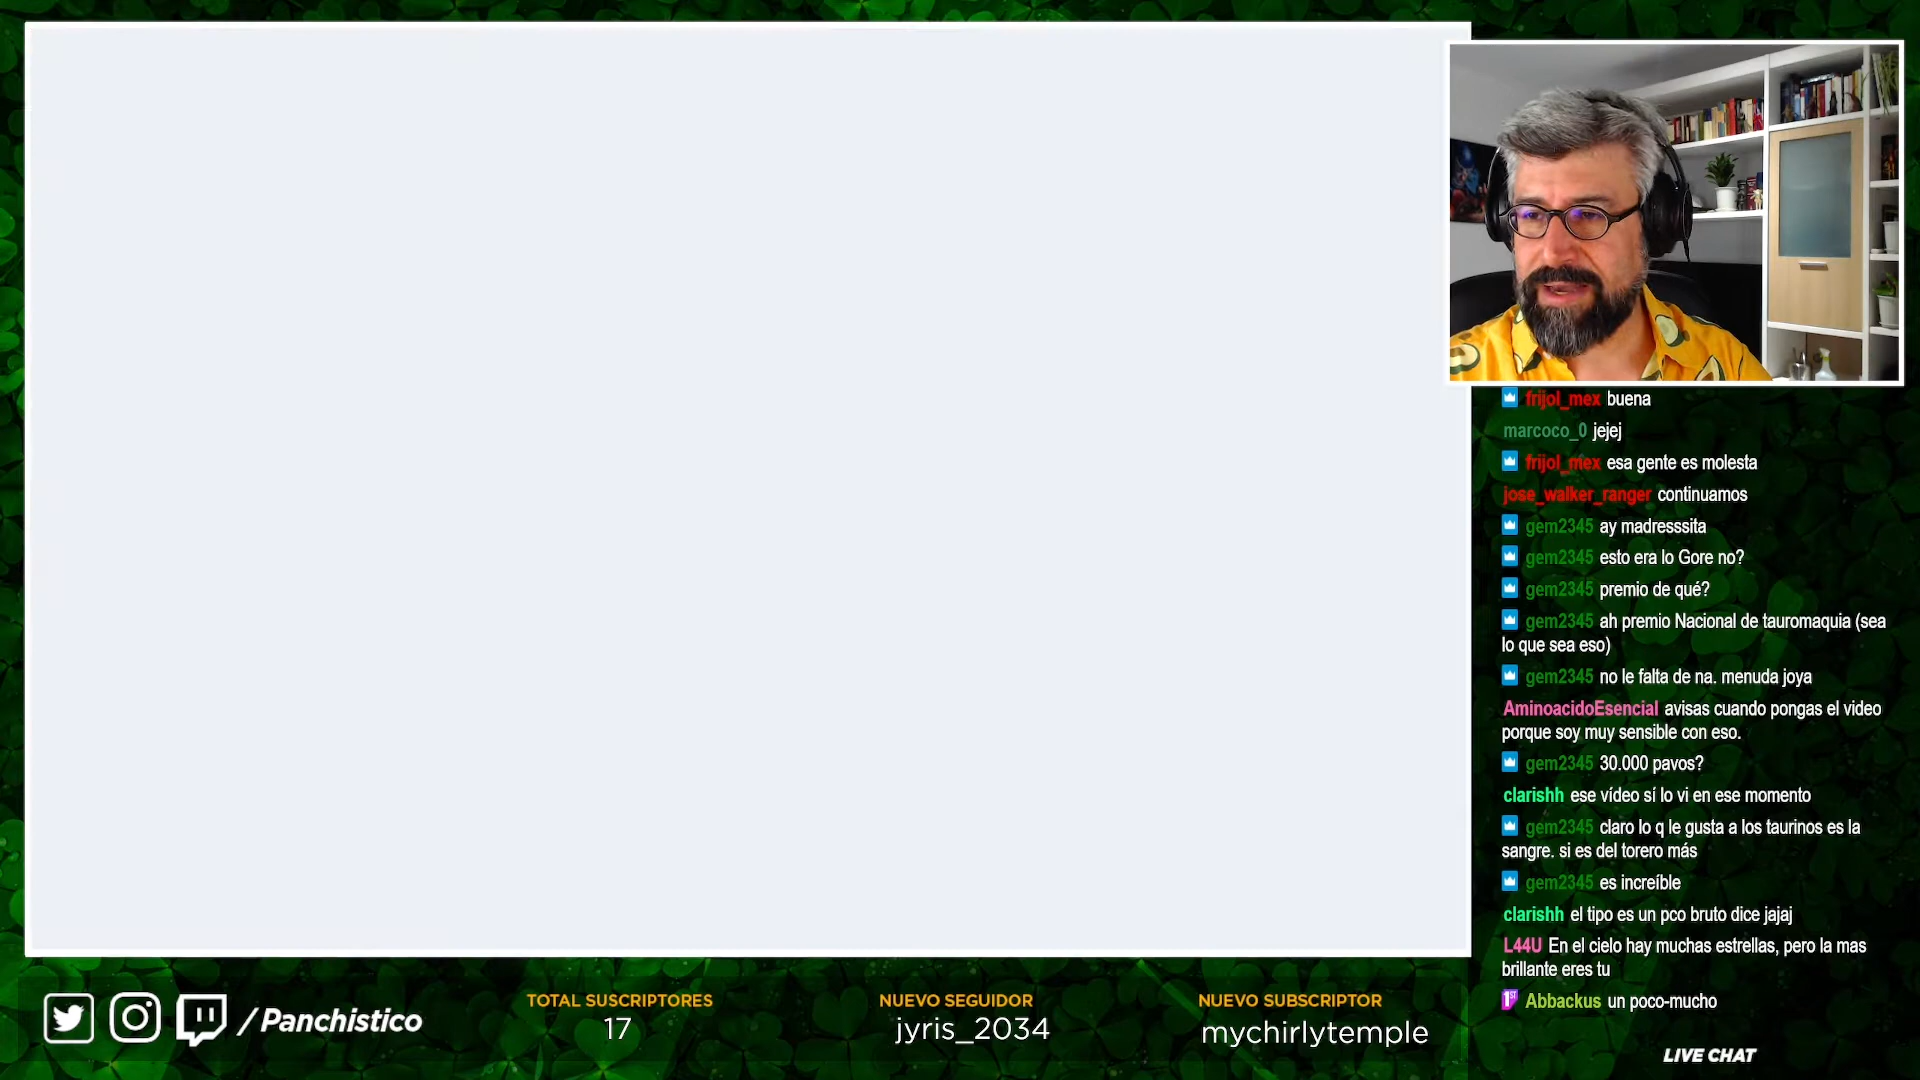 frijol_mex buena
marcoco_0 jejej
frijol_mex esa gente es molesta
jose_walker_ranger continuamos
gem2345 ay madresssita
gem2345 esto era lo Gore no?
gem2345 premio de qué?
gem2345 ah premio Nacional de tauromaquia (sea
lo que sea eso)
gem2345 no le falta de na. menuda joya
AminoacidoEsencial avisas cuando pongas el video
porque soy muy sensible con eso.
gem2345 30.000 pavos?
clarishh ese vídeo sí lo vi en ese momento
gem2345 claro lo q le gusta a los taurinos es la
sangre. si es del torero más
gem2345 es increíble
clarishh el tipo es un pco bruto dice jajaj
L44U En el cielo hay muchas estrellas, pero la mas
brillante eres tu
1ST Abbackus un poco-mucho
LIVE CHAT
/Panchistico
TOTAL SUSCRIPTORES
17
NUEVO SEGUIDOR
jyris_2034
NUEVO SUBSCRIPTOR
mychirlytemple